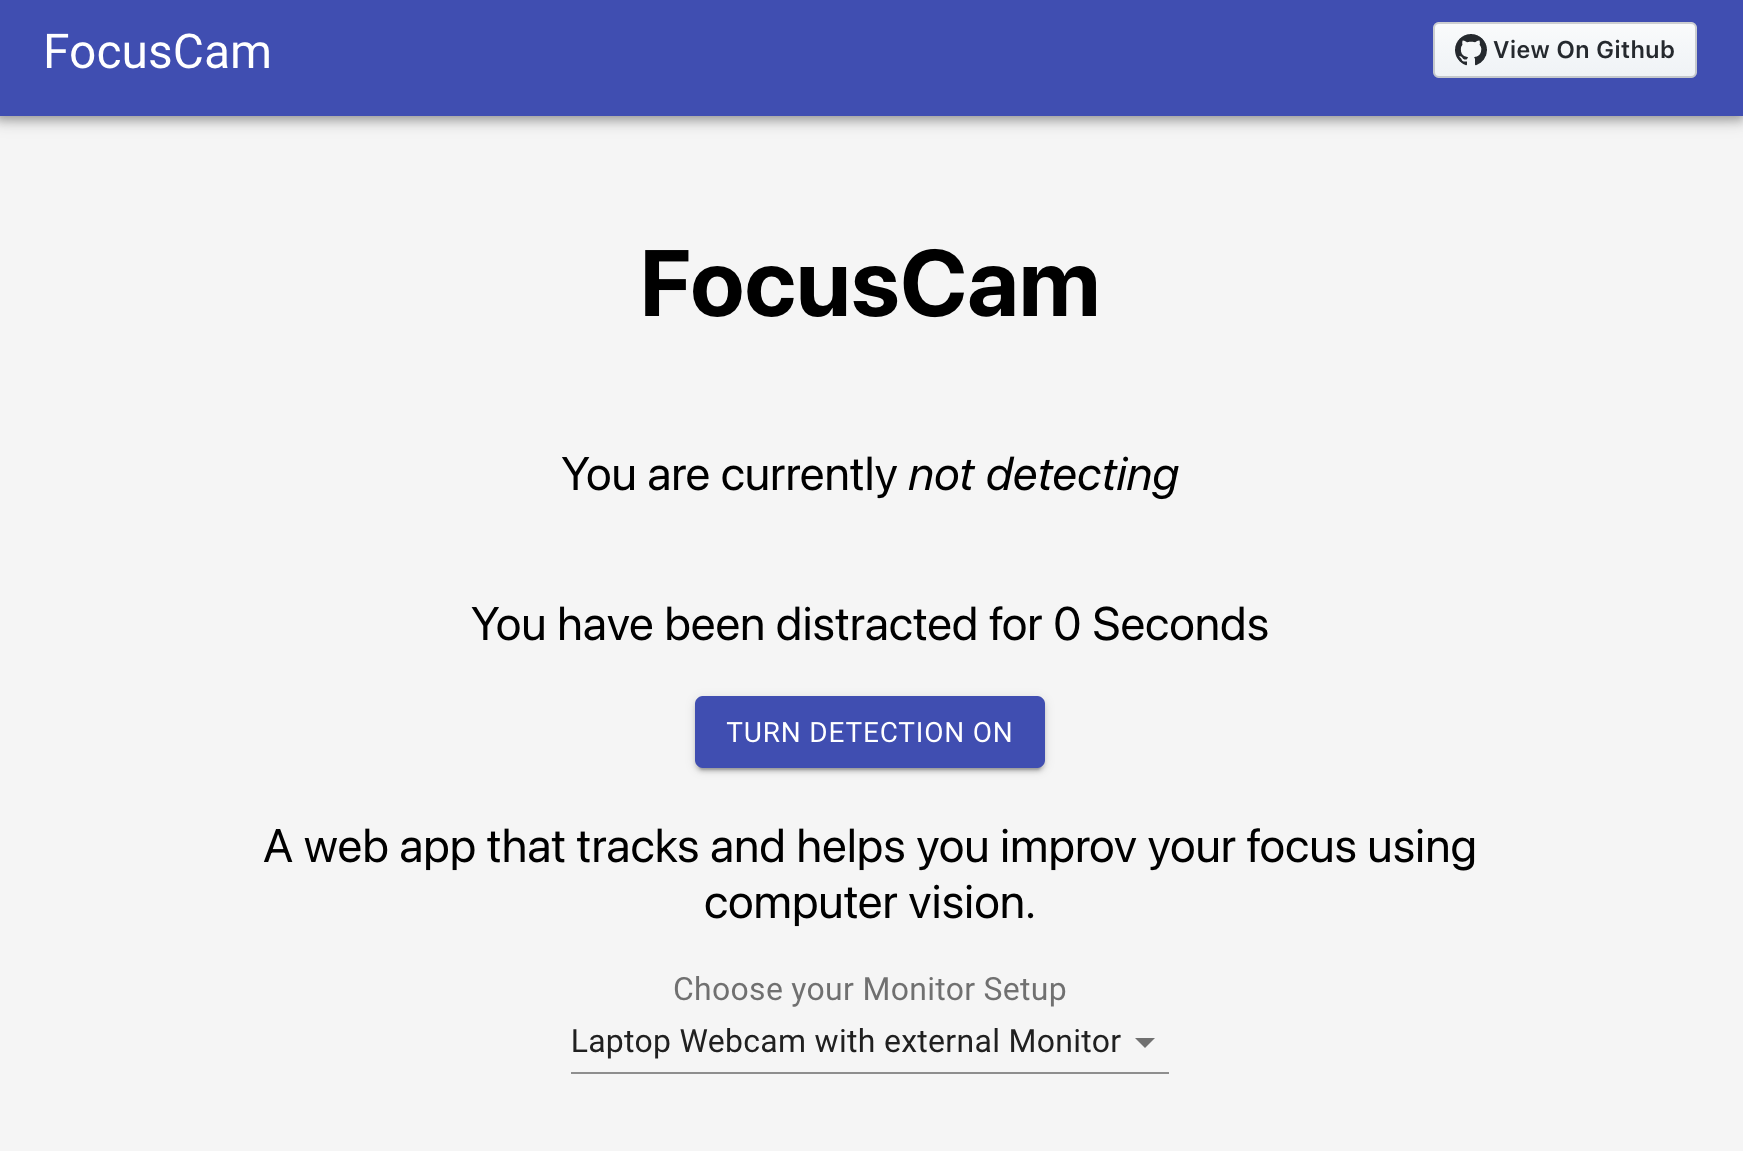 FocusCam
View On Github
FocusCam
You are currently not detecting
You have been distracted for 0 Seconds
TURN DETECTION ON
A web app that tracks and helps you improv your focus using
computer vision.
Choose your Monitor Setup
Laptop Webcam with external Monitor